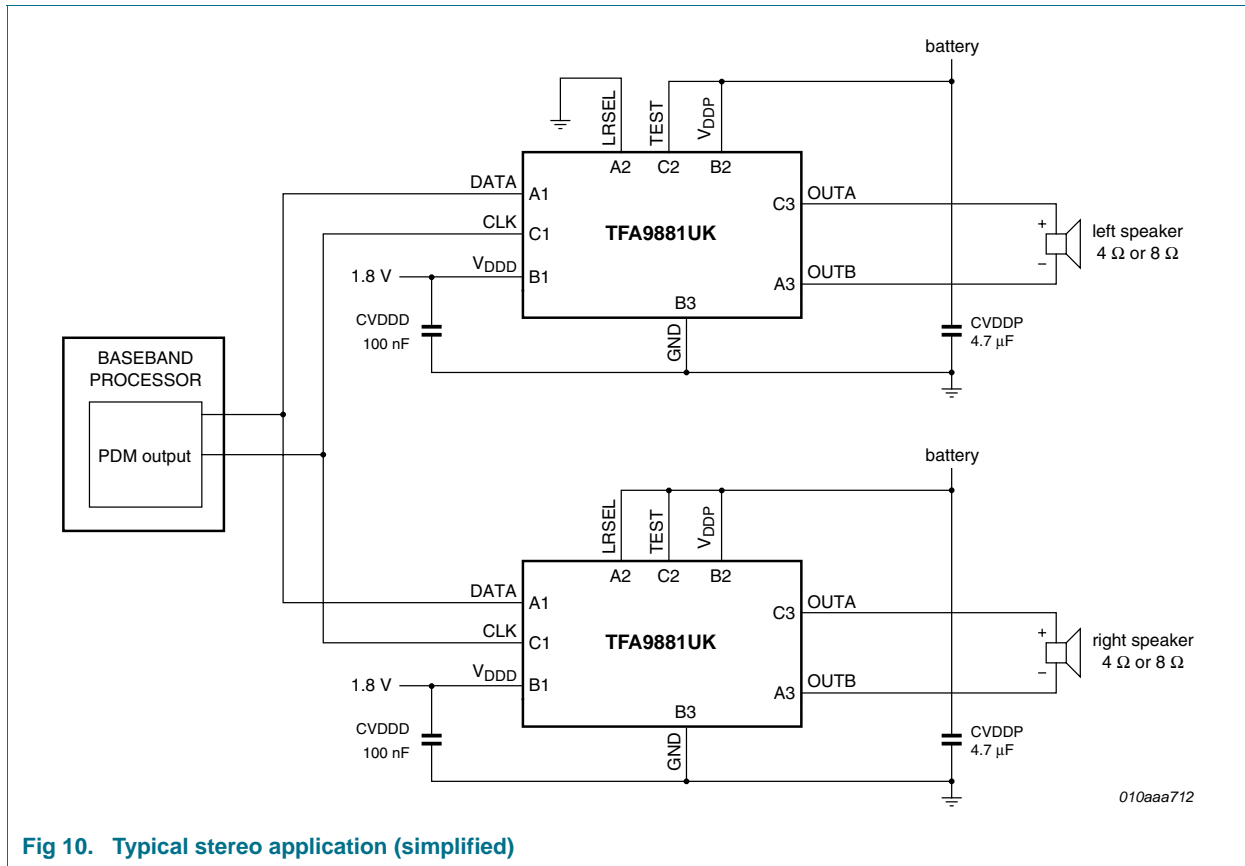 battery
LRSEL
TEST
VDDP
A2 C2 B2
DATA
A1
CLK
C1
TFA9881UK
VDDD
1.8 V
B1
C3
OUTA
A3
OUTB
+
−
left speaker
4 Ω or 8 Ω
B3
GND
CVDDD
100 nF
CVDDP
4.7 μF
BASEBAND
PROCESSOR
PDM output
battery
LRSEL
TEST
VDDP
A2 C2 B2
DATA
A1
CLK
C1
TFA9881UK
VDDD
1.8 V
B1
C3
OUTA
A3
OUTB
+
−
right speaker
4 Ω or 8 Ω
B3
GND
CVDDD
100 nF
CVDDP
4.7 μF
010aaa712
Fig 10. Typical stereo application (simplified)